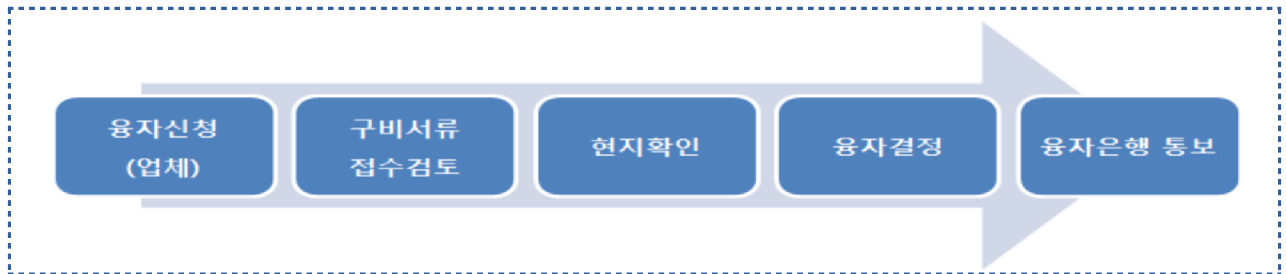 융자신청
(업체)
구비서류
접수검토
현지확인
융자결정
융자은행 통보